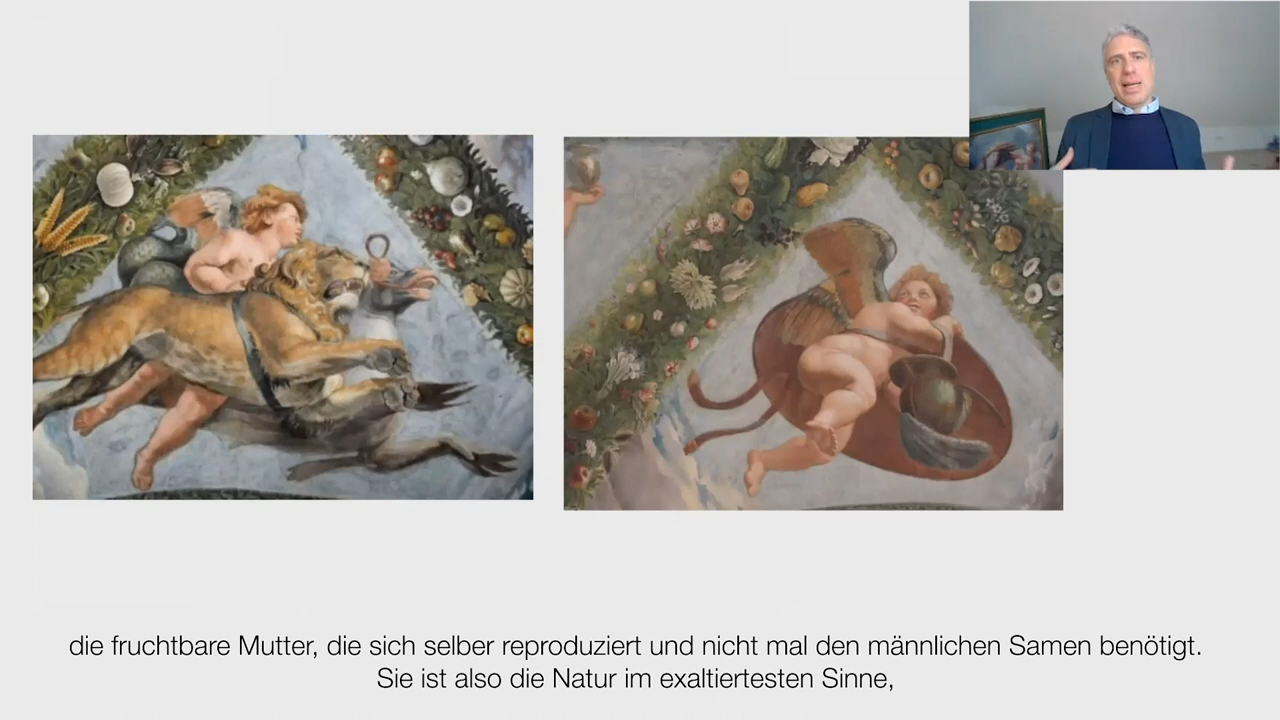 die fruchtbare Mutter, die sich selber reproduziert und nicht mal den männlichen Samen benötigt.
Sie ist also die Natur im exaltiertesten Sinne,